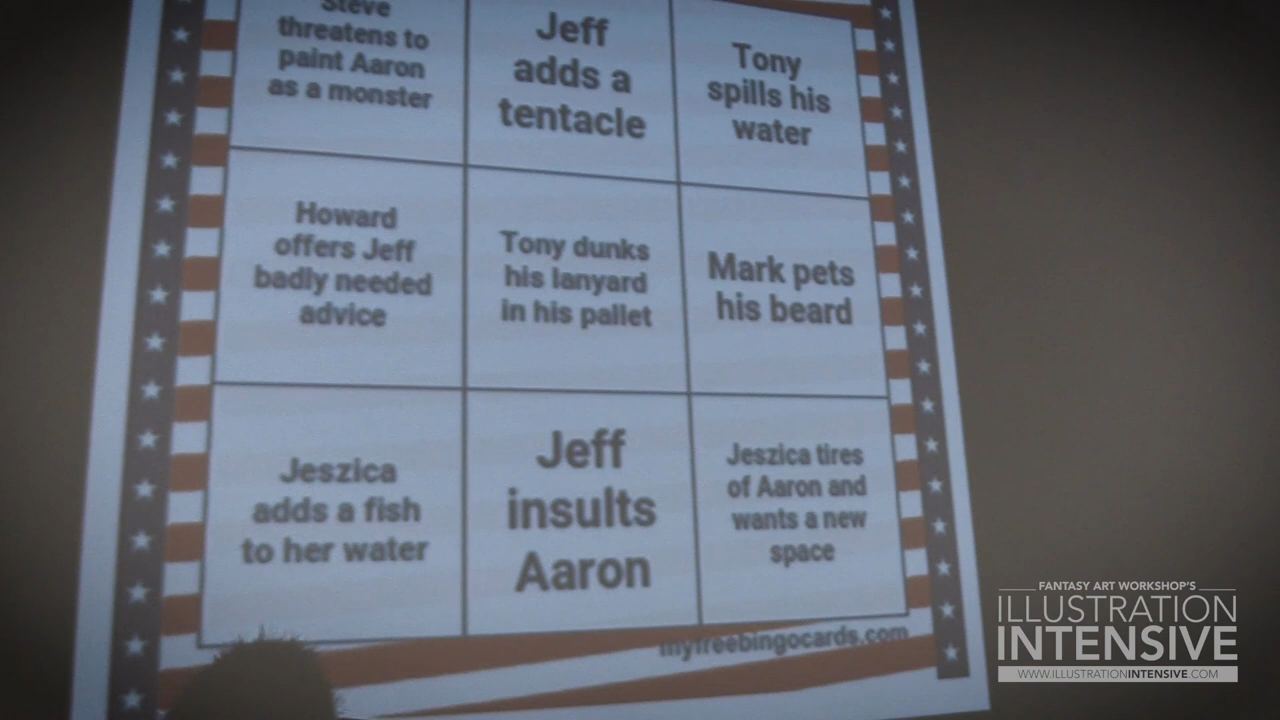 Steve
threatens to
paint Aaron
as a monster
Jeff
adds a
tentacle
Tony
spills his
water
Howard
offers Jeff
badly needed
advice
Tony dunks
his lanyard
in his pallet
Mark pets
his beard
Jeszica
adds a fish
to her water
Jeff
insults
Aaron
Jeszica tires
of Aaron and
wants a new
space
myfreebingocards.com
FANTASY ART WORKSHOP'S
ILLUSTRATION
INTENSIVE
WWW.ILLUSTRATIONINTENSIVE.COM